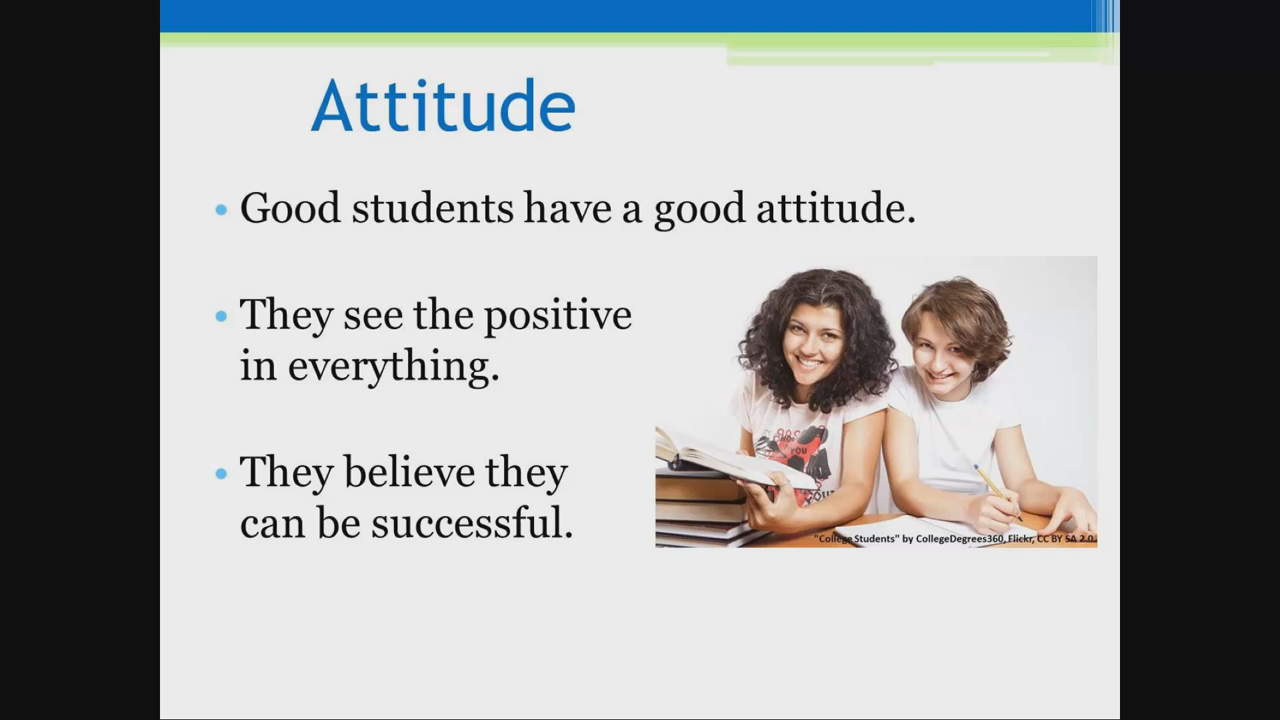 Attitude
• Good students have a good attitude.
• They see the positive
in everything.
• They believe they
can be successful.
"College Students" by CollegeDegrees360, Flickr, CC BY SA 2.0.